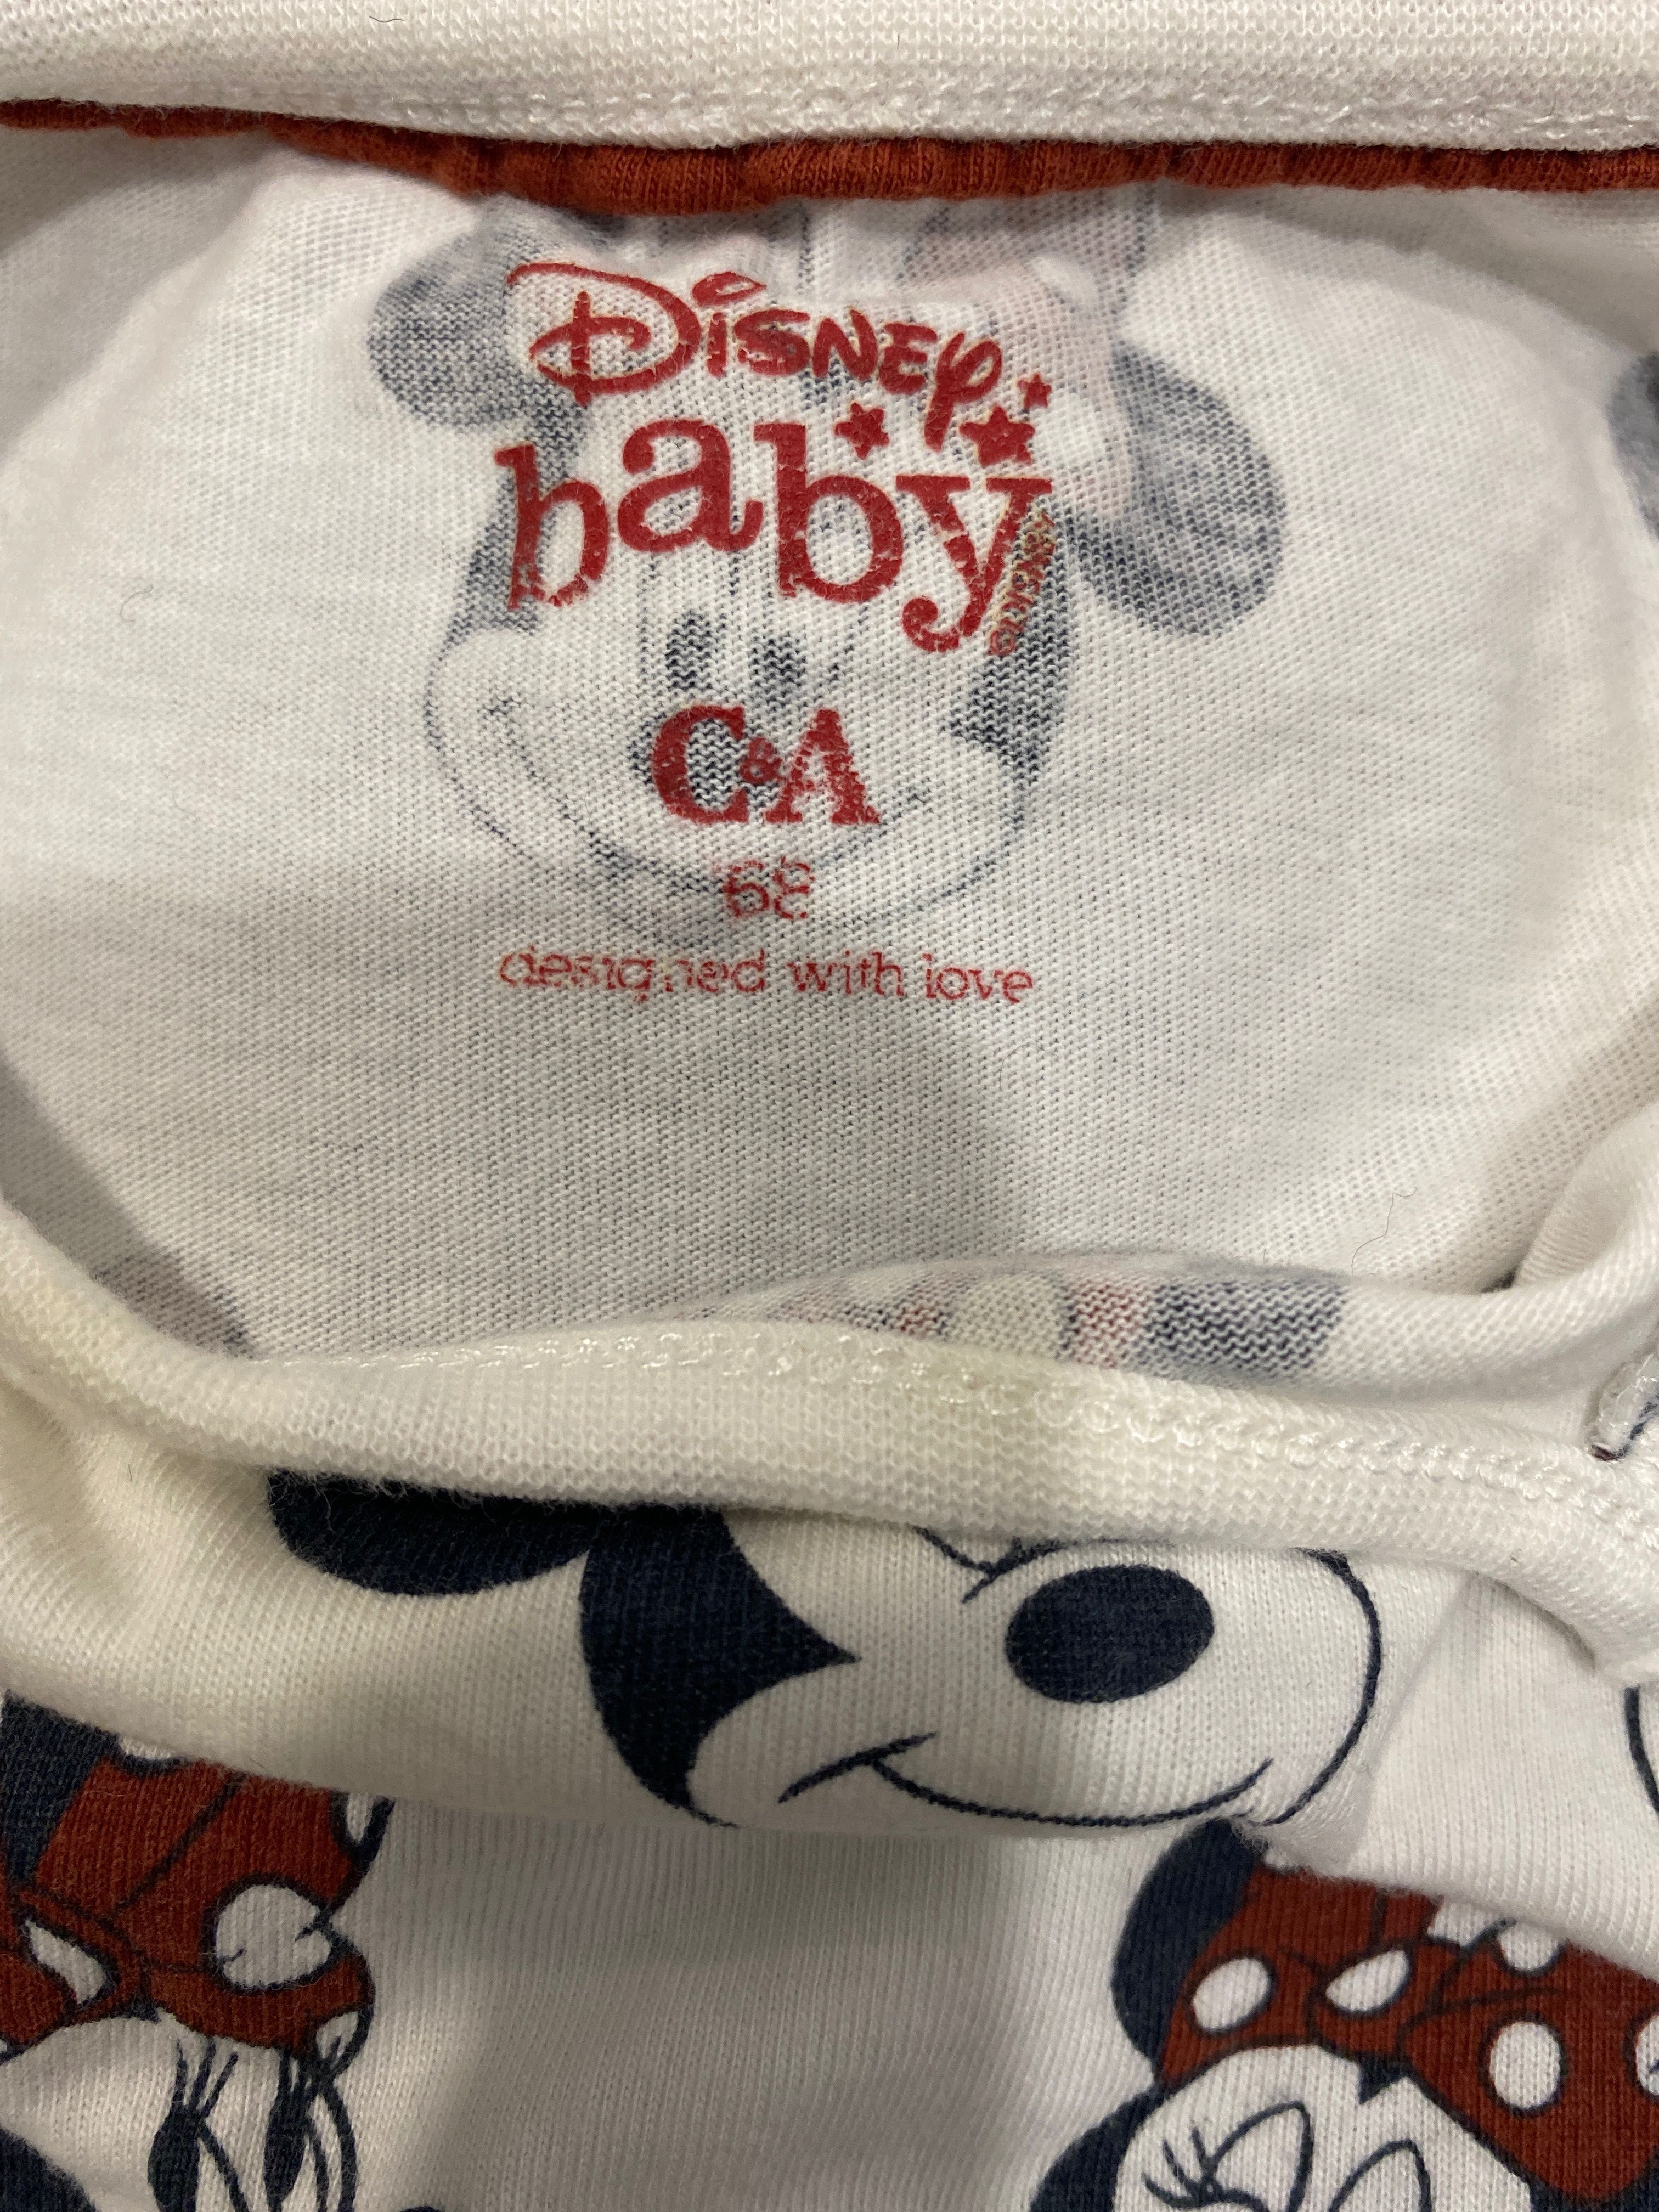 Disney
baby
C&A
68
designed with love